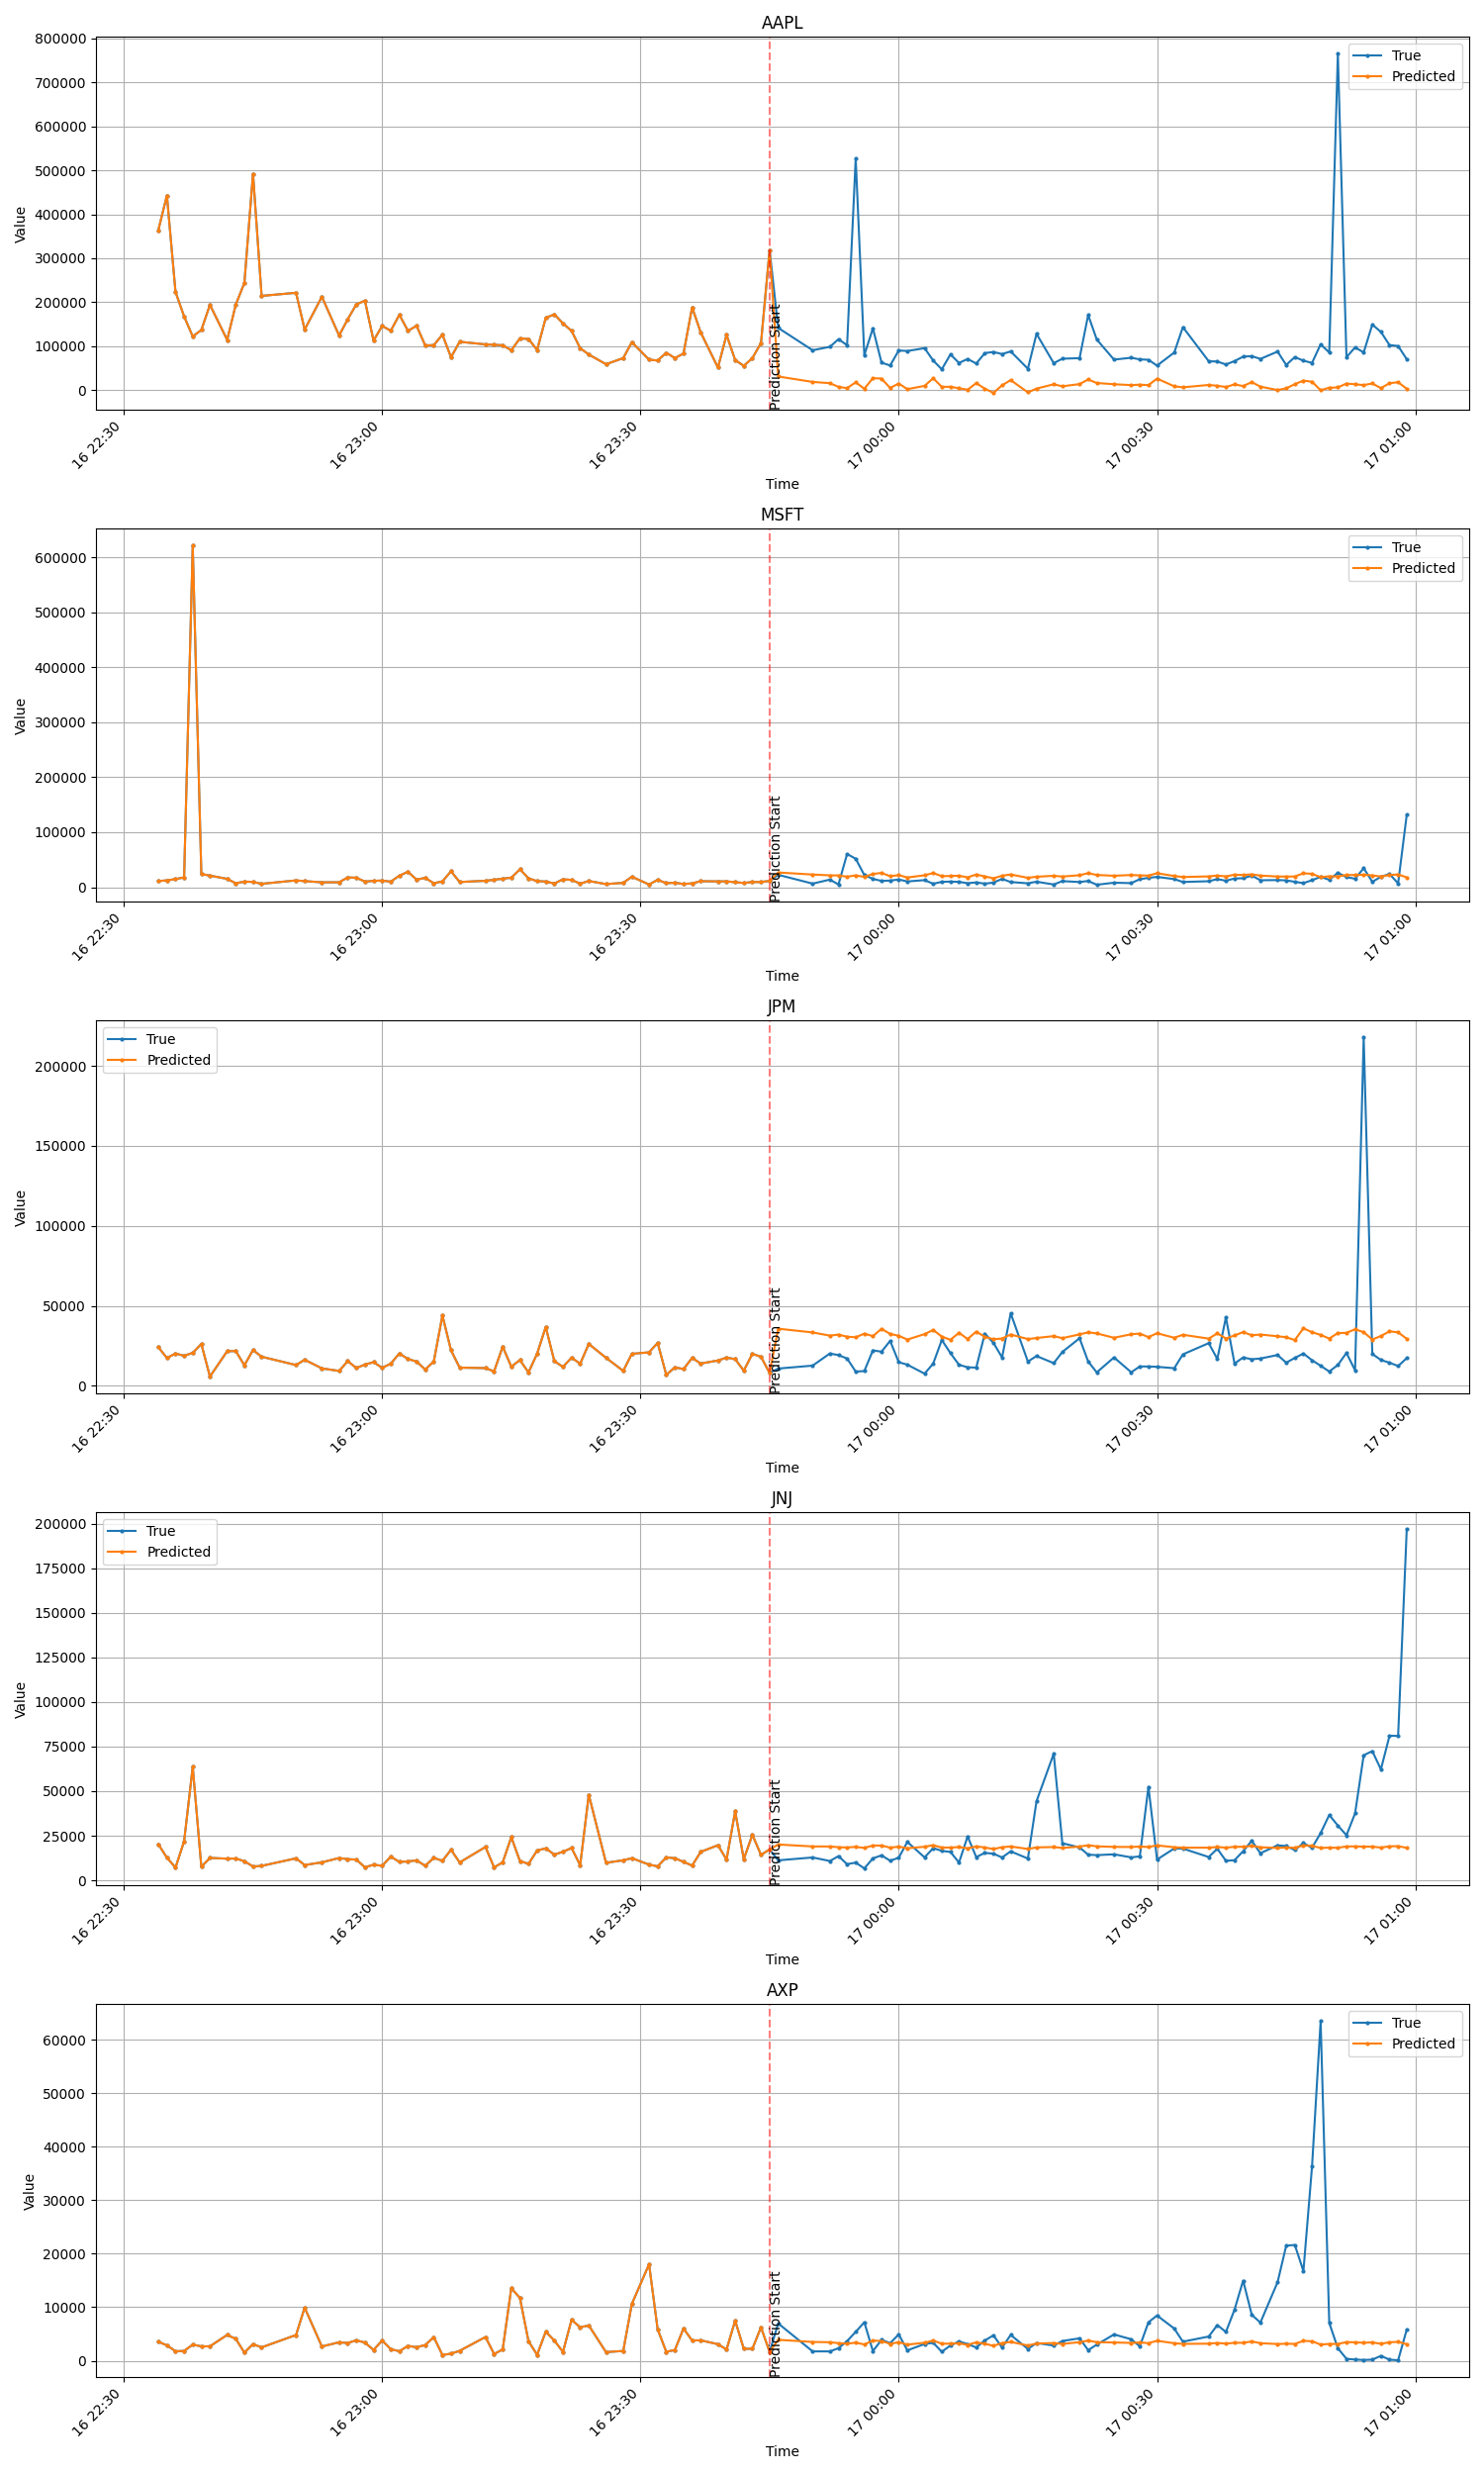 AAPL
800000
700000
600000
500000
400000
300000
200000
100000
0
Value
True
Predicted
Prediction Start
16 22:30
16 23:00
16 23:30
17 00:00
17 00:30
17 01:00
Time
MSFT
600000
500000
400000
300000
200000
100000
0
Value
True
Predicted
Prediction Start
16 22:30
16 23:00
16 23:30
17 00:00
17 00:30
17 01:00
Time
JPM
200000
150000
100000
50000
0
Value
True
Predicted
Prediction Start
16 22:30
16 23:00
16 23:30
17 00:00
17 00:30
17 01:00
Time
JNJ
200000
175000
150000
125000
100000
75000
50000
25000
0
Value
True
Predicted
Prediction Start
16 22:30
16 23:00
16 23:30
17 00:00
17 00:30
17 01:00
Time
AXP
60000
50000
40000
30000
20000
10000
0
Value
True
Predicted
Prediction Start
16 22:30
16 23:00
16 23:30
17 00:00
17 00:30
17 01:00
Time